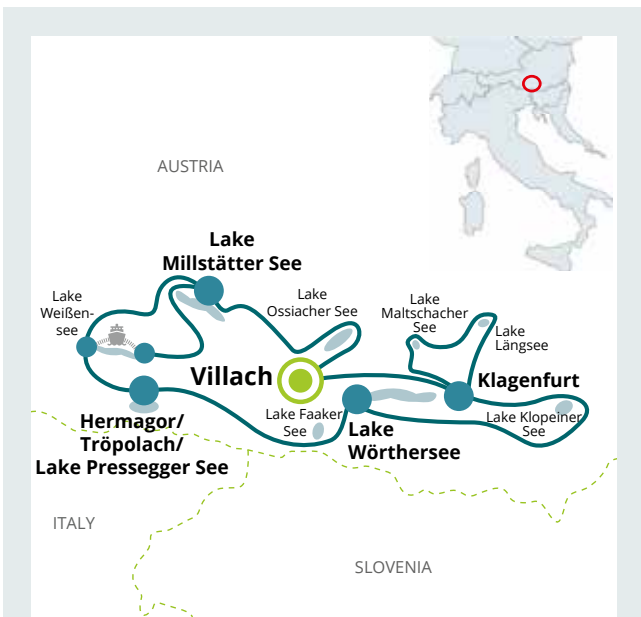 AUSTRIA
Lake
Millstätter See
Lake
Weißen-
see
Lake
Ossiacher See
Lake
Maltschacher
See
Lake
Längsee
Villach
Klagenfurt
Hermagor/
Tröpolach/
Lake Pressegger See
Lake Faaker
See
Lake
Wörthersee
Lake Klopeiner
See
ITALY
SLOVENIA